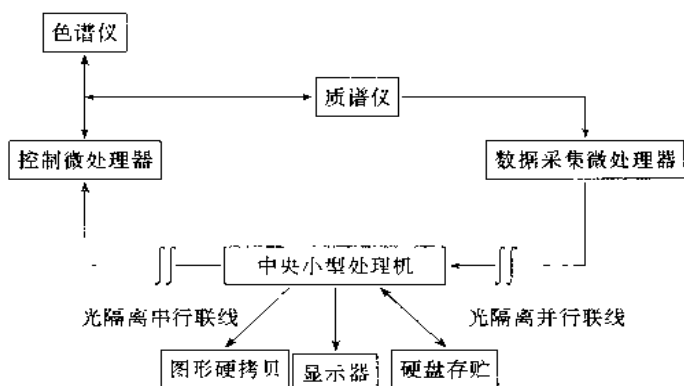 色谱仪
质谱仪
控制微处理器
数据采集微处理器
中央小型处理机
光隔离中行联线
光隔离并行联线
图形硬拷贝
显示器
硬盘存贮